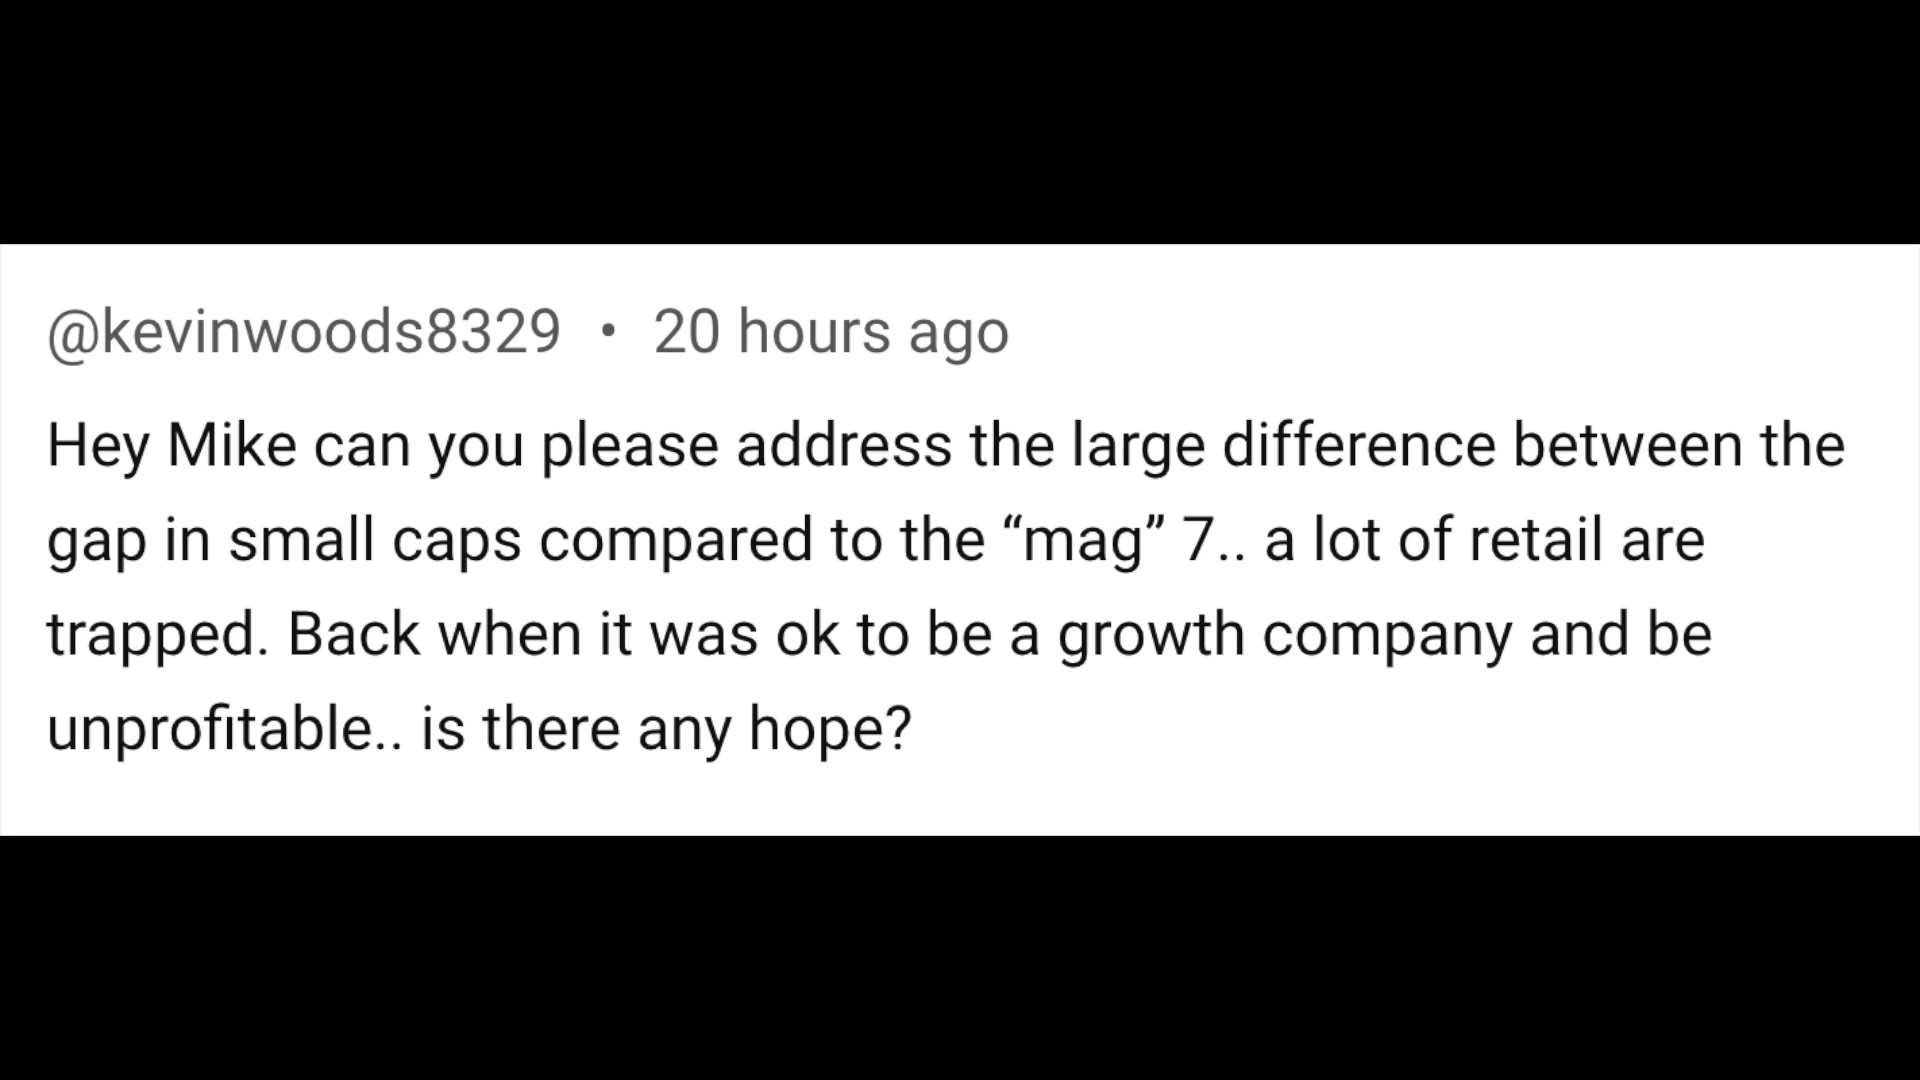 @kevinwoods8329 • 20 hours ago
Hey Mike can you please address the large difference between the
gap in small caps compared to the “mag” 7.. a lot of retail are
trapped. Back when it was ok to be a growth company and be
unprofitable.. is there any hope?